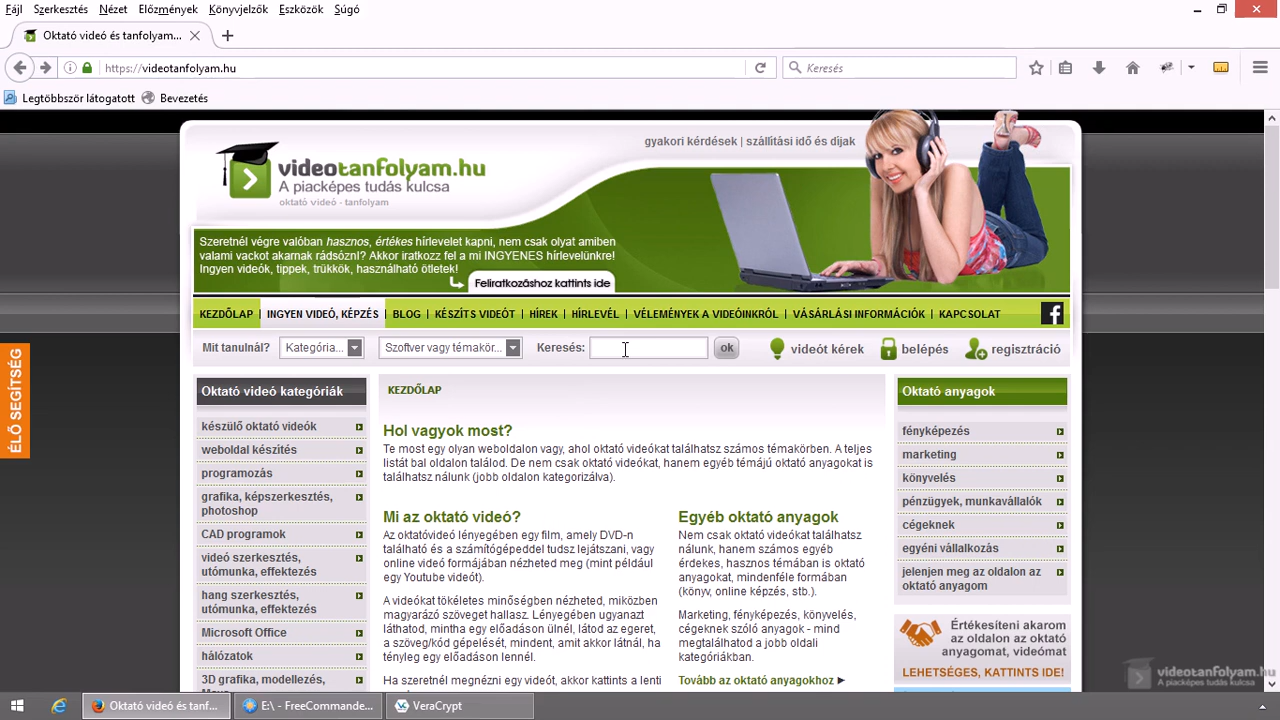 Fájl Szerkesztés Nézet Előzmények Könyvjelzők Eszközök Súgó
Oktató videó és tanfolyam...
https://videotanfolyam.hu
Keresés
Legtöbbször látogatott Bevezetés
gyakori kérdések | szállítási idő és díjak
videotanfolyam.hu
A piacképes tudás kulcsa
oktató videó - tanfolyam
Szeretnél végre valóban hasznos, értékes hírlevelet kapni, nem csak olyat amiben
valami vackot akarnak rádsózni? Akkor iratkozz fel a mi INGYENES hírlevelünkre!
Ingyen videók, tippek, trükkök, használható ötletek!
Feliratkozáshoz kattints ide
KEZDŐLAP | INGYEN VIDEÓ, KÉPZÉS | BLOG | KÉSZÍTS VIDEÓT | HÍREK | HÍRLEVÉL | VÉLEMÉNYEK A VIDEÓINKRÓL | VÁSÁRLÁSI INFORMÁCIÓK | KAPCSOLAT
Mit tanulnál? Kategória... Szoftver vagy témakör... Keresés: ok videót kérek belépés regisztráció
ÉLŐ SEGÍTSÉG
Oktató videó kategóriák
készülő oktató videók
weboldal készítés
programozás
grafika, képszerkesztés,
photoshop
CAD programok
videó szerkesztés,
utómunka, effektezés
hang szerkesztés,
utómunka, effektezés
Microsoft Office
hálózatok
3D grafika, modellezés,
KEZDŐLAP
Hol vagyok most?
Te most egy olyan weboldalon vagy, ahol oktató videókat találhatsz számos témakörben. A teljes
listát bal oldalon találod. De nem csak oktató videókat, hanem egyéb témájú oktató anyagokat is
találhatsz nálunk (jobb oldalon kategorizálva).
Mi az oktató videó?
Az oktatóvideó lényegében egy film, amely DVD-n
található és a számítógépeddel tudsz lejátszani, vagy
online videó formájában nézheted meg (mint például
egy Youtube videót).
A videókat tökéletes minőségben nézheted, miközben
magyarázó szöveget hallasz. Lényegében ugyanazt
láthatod, mintha egy előadáson ülnél, látod az egeret,
a szöveg/kód gépelését, mindent, amit akkor látnál, ha
tényleg egy előadáson lennél.
Ha szeretnél megnézni egy videót, akkor kattints a lenti
Egyéb oktató anyagok
Nem csak oktató videókat találhatsz
nálunk, hanem számos egyéb
érdekes, hasznos témában is oktató
anyagokat, mindenféle formában
(könyv, online képzés, stb.).
Marketing, fényképezés, könyvelés,
cégeknek szóló anyagok - mind
megtalálhatod a jobb oldali
kategóriákban.
Tovább az oktató anyagokhoz
Oktató anyagok
fényképezés
marketing
könyvelés
pénzügyek, munkavállalók
cégeknek
egyéni vállalkozás
jelenjen meg az oldalon az
oktató anyagom
Értékesíteni akarom
az oldalon az oktató
anyagomat, videómat
LEHETSÉGES, KATTINTS IDE!
videotanfolyam.hu
A piacképes tudás kulcsa
Oktató videó és tanf... E:\ - FreeCommande... VeraCrypt